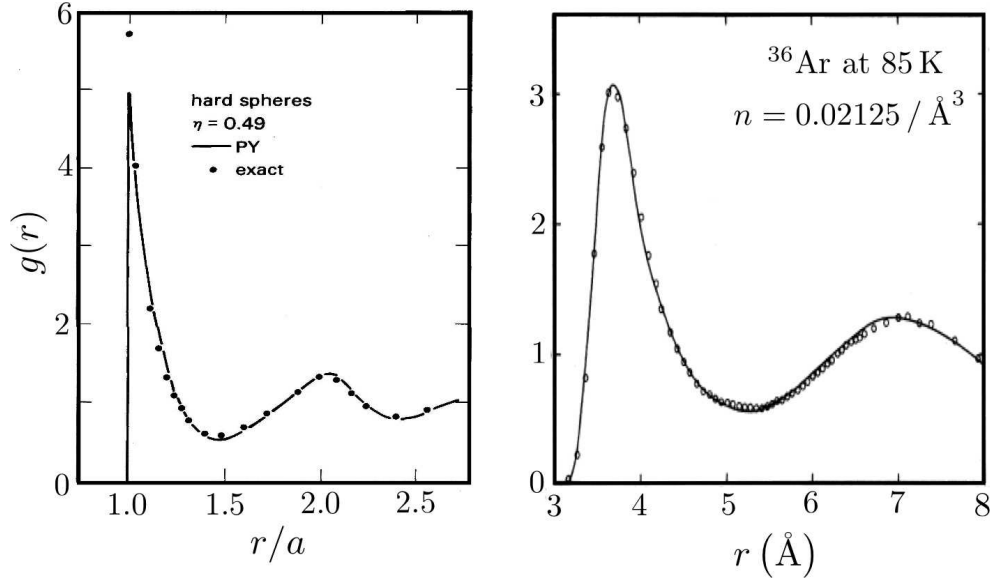 6
4
2
0
g(r)
hard spheres
η = 0.49
PY
exact
1.0
1.5
2.0
2.5
r/a
3
2
1
0
³⁶Ar at 85 K
n = 0.02125 / Å³
3
4
5
6
7
8
r (Å)